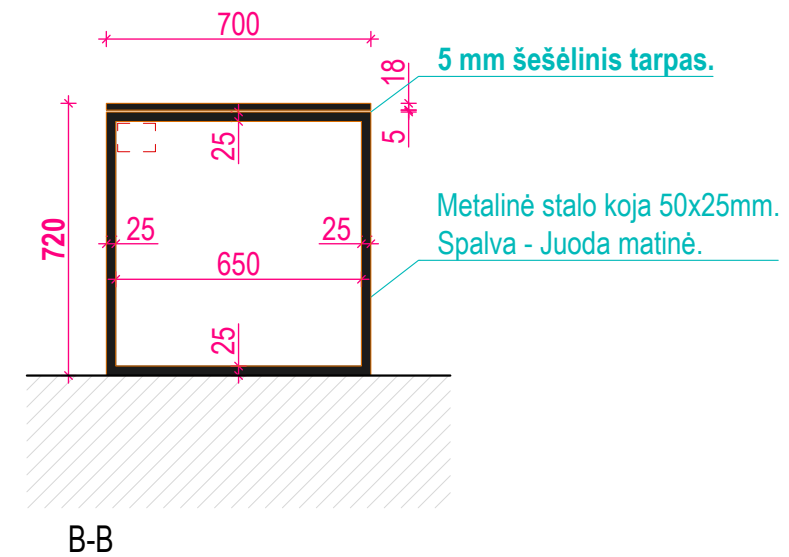 700
5 mm šešėlinis tarpas.
18
5
25
Metalinė stalo koja 50x25mm.
Spalva - Juoda matinė.
720
25
25
650
25
B-B